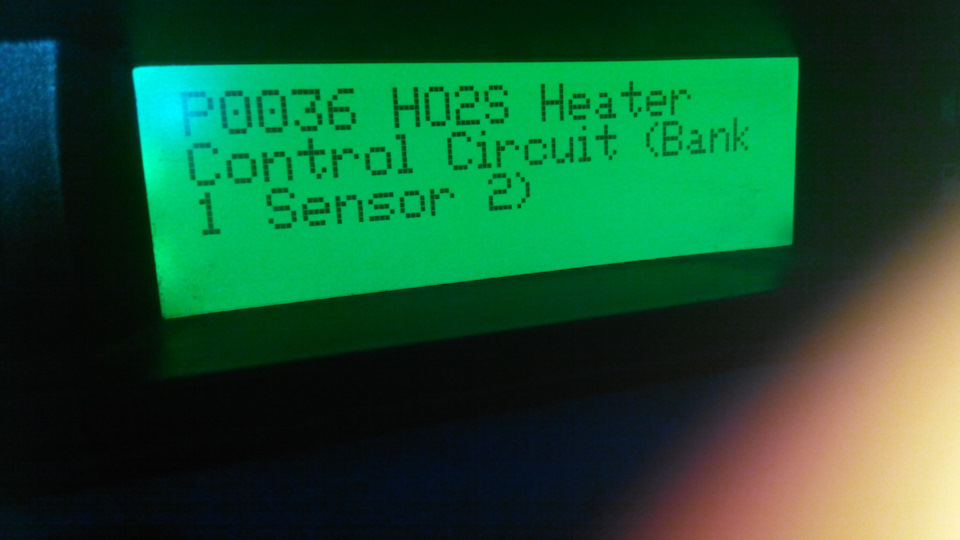 P0036 HO2S Heater
Control Circuit (Bank
1 Sensor 2)